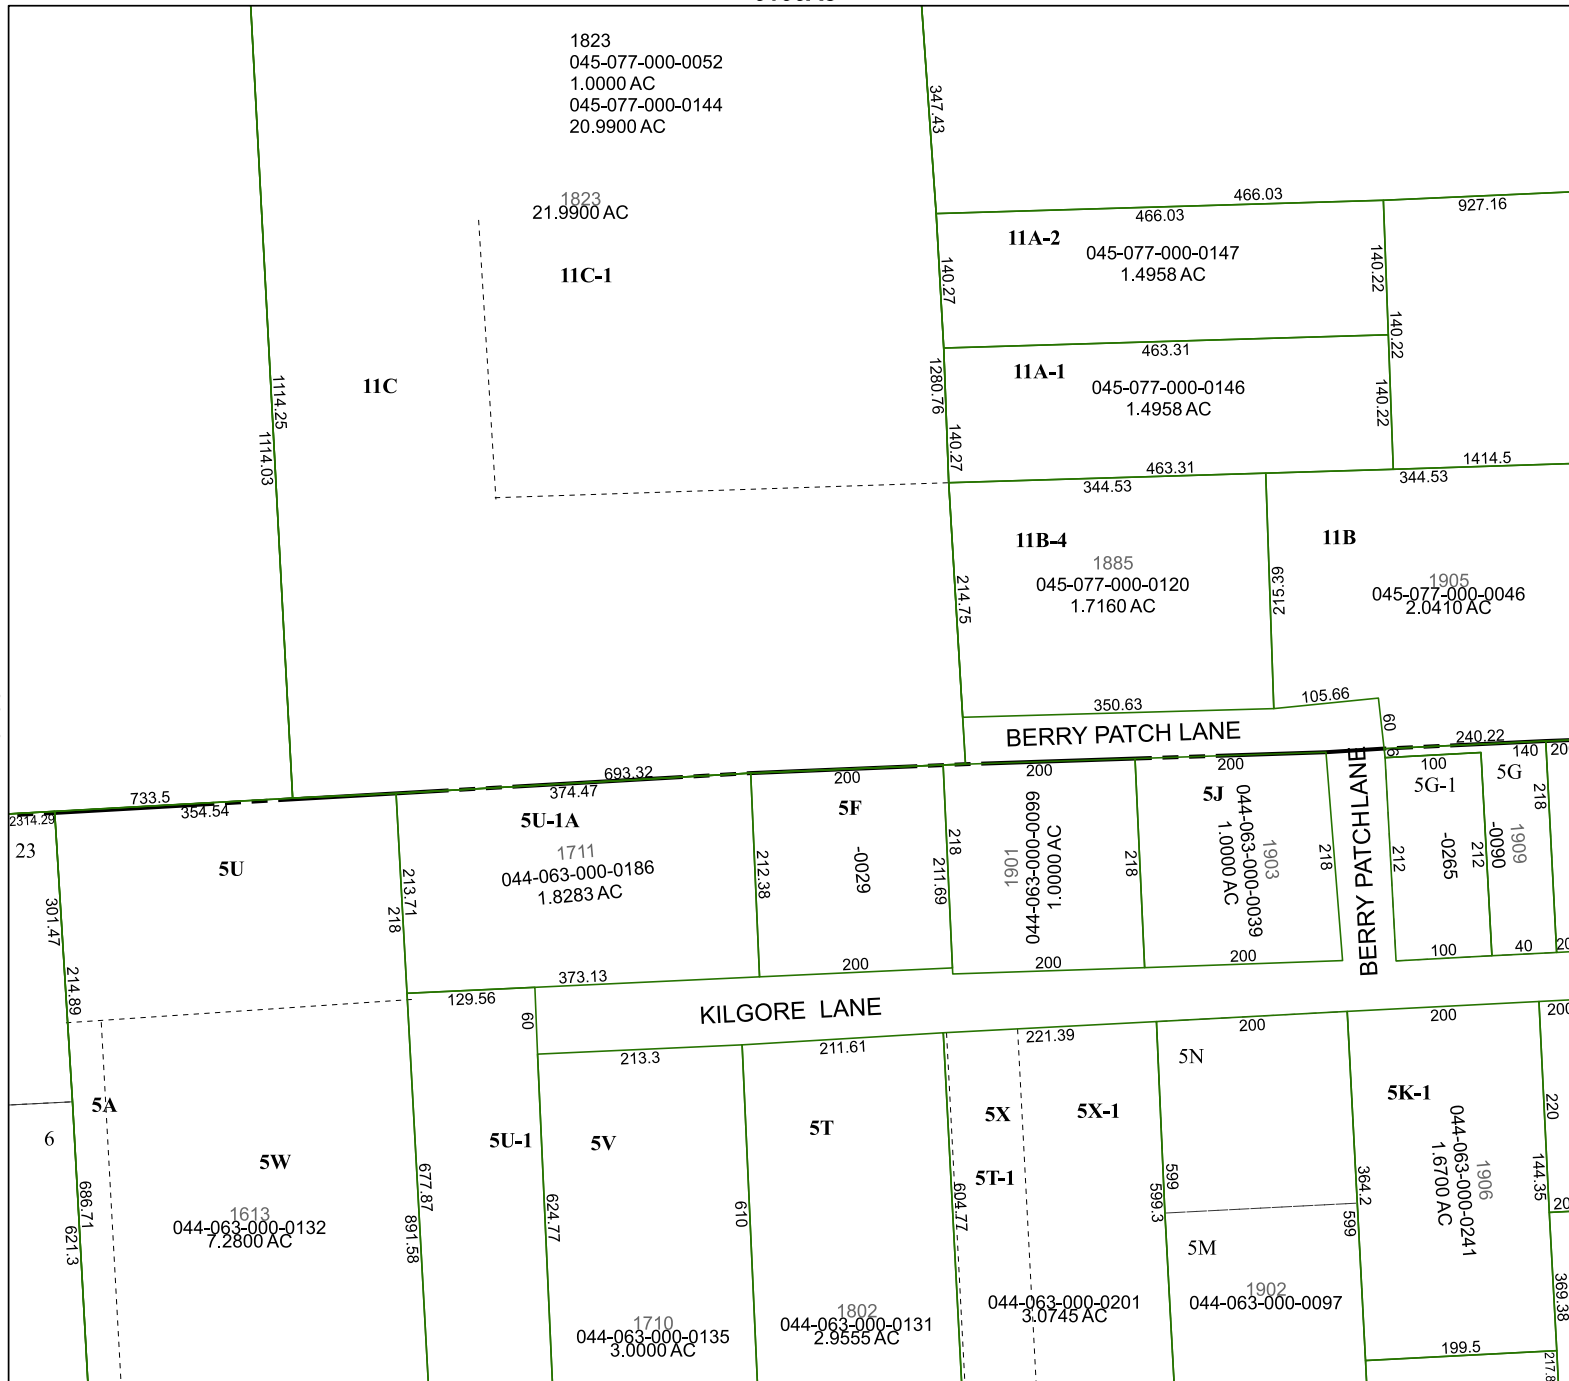 1823
045-077-000-0052
1.0000 AC
045-077-000-0144
20.9900 AC
1823
21.9900 AC
11C-1
11C
1114.25
1114.03
347.43
466.03
927.16
466.03
11A-2
045-077-000-0147
1.4958 AC
140.27
140.22
140.22
463.31
11A-1
045-077-000-0146
1.4958 AC
1280.76
140.22
140.27
463.31
1414.5
344.53
344.53
11B-4
1885
045-077-000-0120
1.7160 AC
214.75
215.39
11B
1905
045-077-000-0046
2.0410 AC
350.63
105.66
60
BERRY PATCH LANE
240.22
693.32
733.5
354.54
374.47
200
200
200
6
100
140
20
2314.29
23
5U
5U-1A
1711
044-063-000-0186
1.8283 AC
5F
-0029
218
211.69
212.38
213.71
218
1901
044-063-000-0099
1.0000 AC
218
5J
1903
044-063-000-0039
1.0000 AC
218
BERRY PATCH LANE
212
5G-1
-0265
212
5G
1909
-0090
218
301.47
214.89
373.13
200
200
200
100
40
20
129.56
60
KILGORE LANE
213.3
211.61
221.39
200
200
200
5A
6
5W
1613
044-063-000-0132
7.2800 AC
686.71
621.3
677.87
891.58
5U-1
5V
624.77
1710
044-063-000-0135
3.0000 AC
610
5T
1802
044-063-000-0131
2.9555 AC
604.77
5X
5T-1
5X-1
044-063-000-0201
3.0745 AC
599
599.3
5N
5M
1902
044-063-000-0097
364.2
599
5K-1
1906
044-063-000-0241
1.6700 AC
220
144.35
20
369.38
199.5
217.8